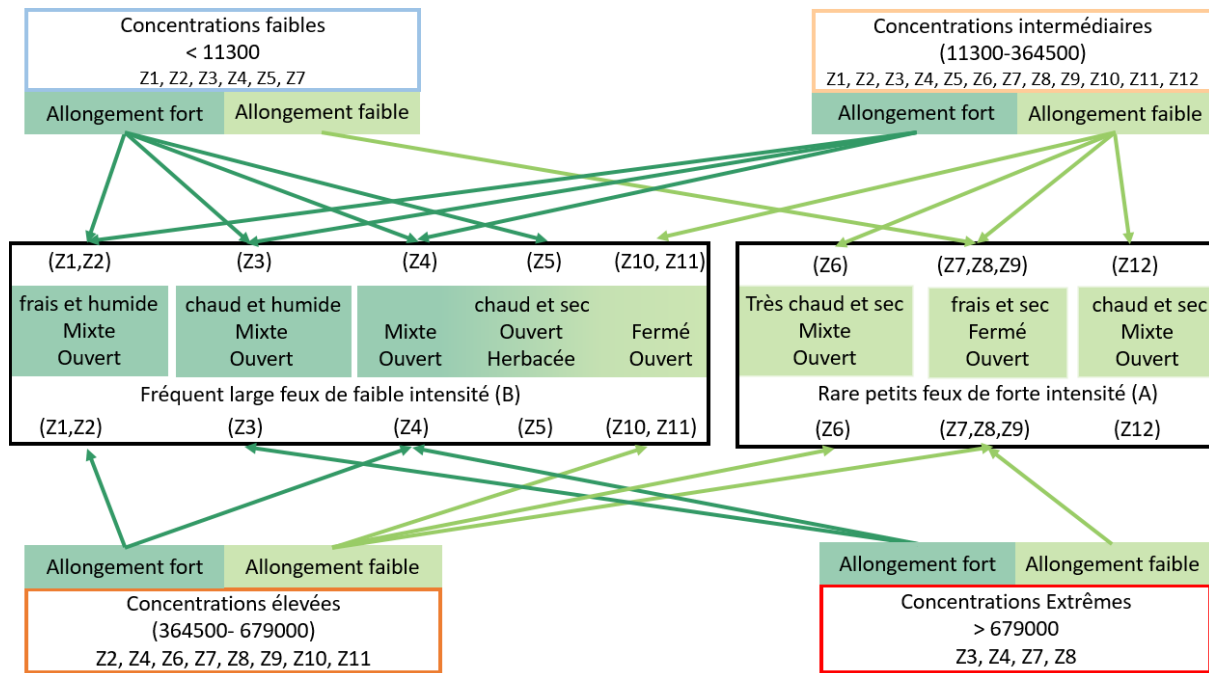 Concentrations faibles
< 11300
Z1, Z2, Z3, Z4, Z5, Z7
Allongement fort
Allongement faible
Concentrations intermédiaires
(11300-364500)
Z1, Z2, Z3, Z4, Z5, Z6, Z7, Z8, Z9, Z10, Z11, Z12
Allongement fort
Allongement faible
(Z1,Z2)
(Z3)
(Z4)
(Z5)
(Z10, Z11)
frais et humide
Mixte
Ouvert
chaud et humide
Mixte
Ouvert
chaud et sec
Mixte
Ouvert
Ouvert
Herbacée
Fermé
Ouvert
Fréquent large feux de faible intensité (B)
(Z1,Z2)
(Z3)
(Z4)
(Z5)
(Z10, Z11)
(Z6)
(Z7,Z8,Z9)
(Z12)
Très chaud et sec
Mixte
Ouvert
frais et sec
Fermé
Ouvert
chaud et sec
Mixte
Ouvert
Rare petits feux de forte intensité (A)
(Z6)
(Z7,Z8,Z9)
(Z12)
Allongement fort
Allongement faible
Concentrations élevées
(364500- 679000)
Z2, Z4, Z6, Z7, Z8, Z9, Z10, Z11
Allongement fort
Allongement faible
Concentrations Extrêmes
> 679000
Z3, Z4, Z7, Z8